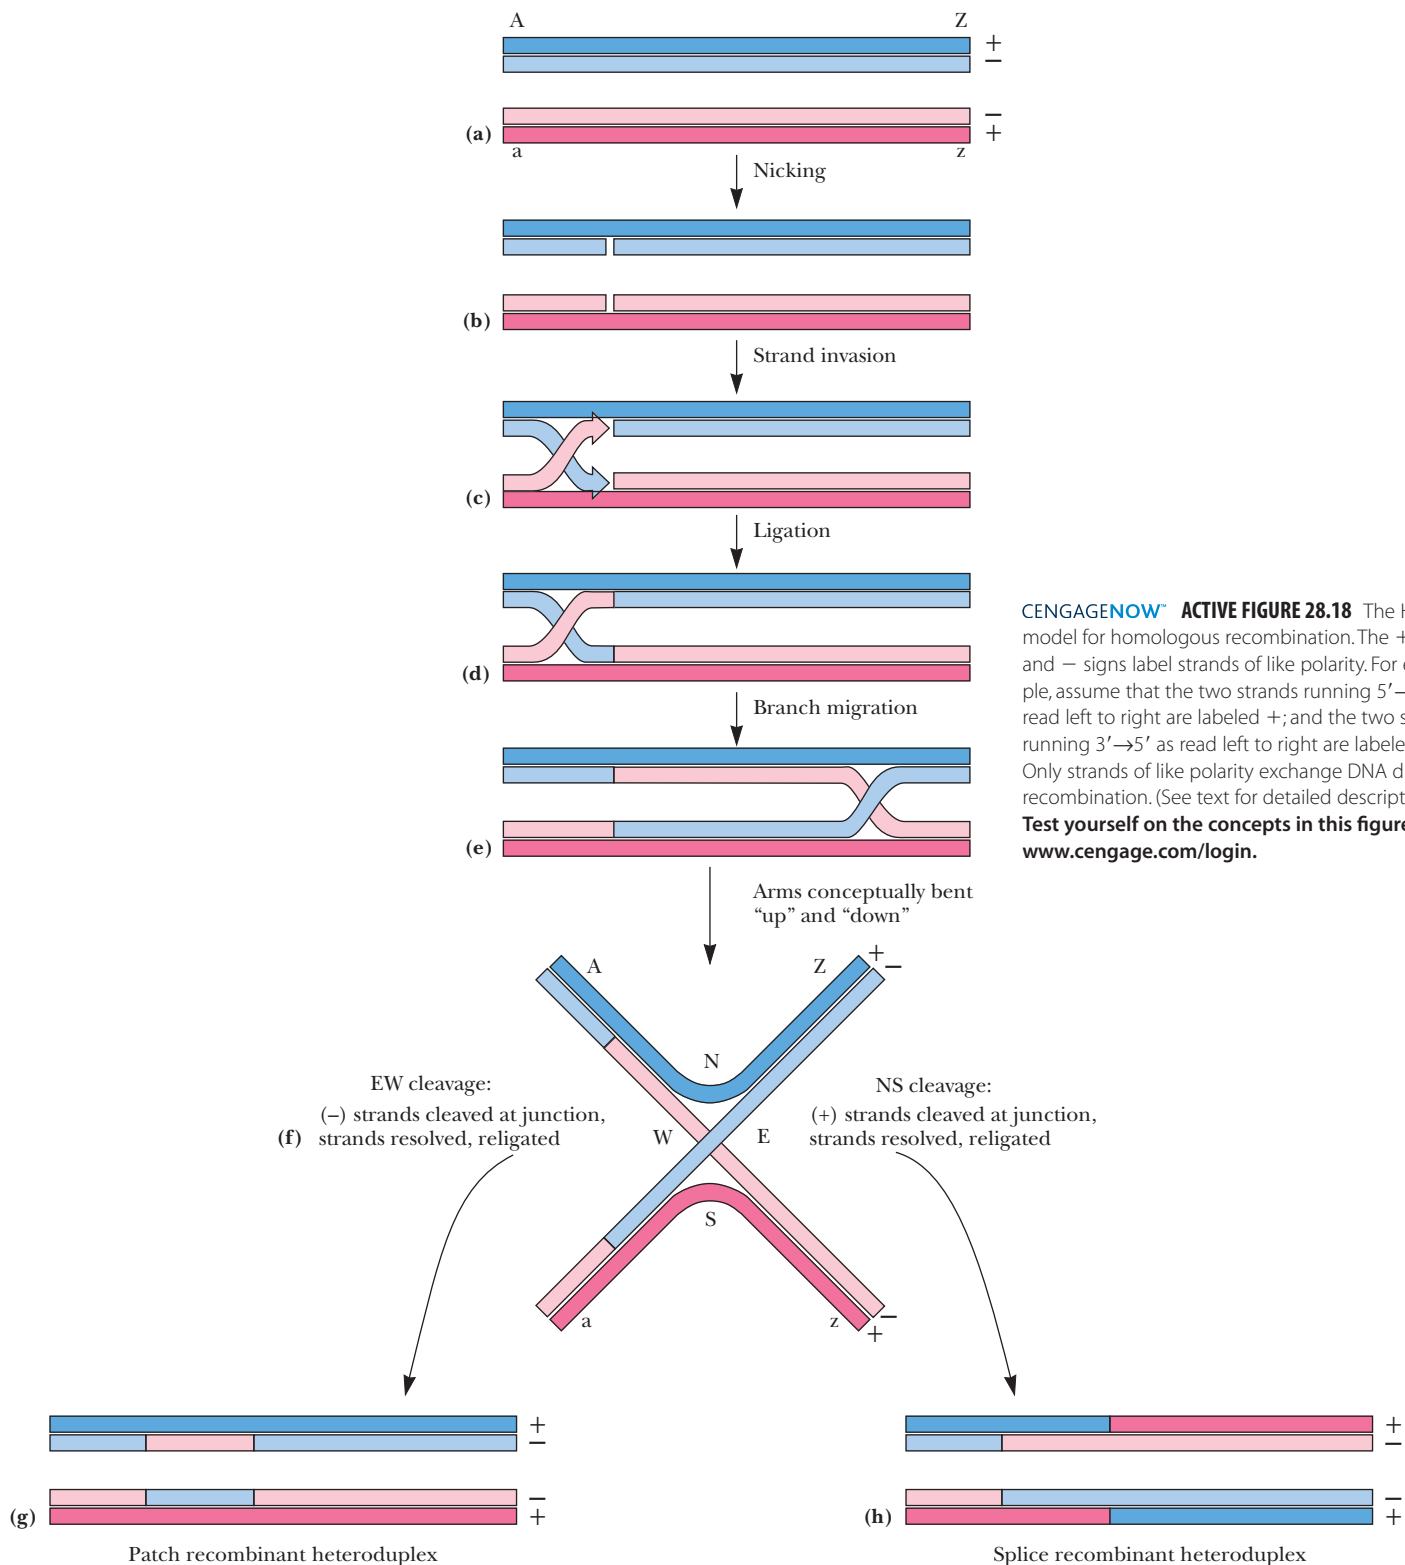 A Z
+
−
−
(a) +
a z
Nicking
(b)
Strand invasion
(c)
Ligation
(d)
Branch migration
(e)
CENGAGENOW™ ACTIVE FIGURE 28.18 The H
model for homologous recombination. The +
and − signs label strands of like polarity. For e
ple, assume that the two strands running 5′–
read left to right are labeled +; and the two s
running 3′→5′ as read left to right are labele
Only strands of like polarity exchange DNA d
recombination. (See text for detailed descript
Test yourself on the concepts in this figure
www.cengage.com/login.
Arms conceptually bent
“up” and “down”
A Z + −
N
EW cleavage:
(−) strands cleaved at junction,
(f) strands resolved, religated
W E
NS cleavage:
(+) strands cleaved at junction,
strands resolved, religated
S
a z − +
+
−
−
(g) +
Patch recombinant heteroduplex
+
−
−
(h) +
Splice recombinant heteroduplex